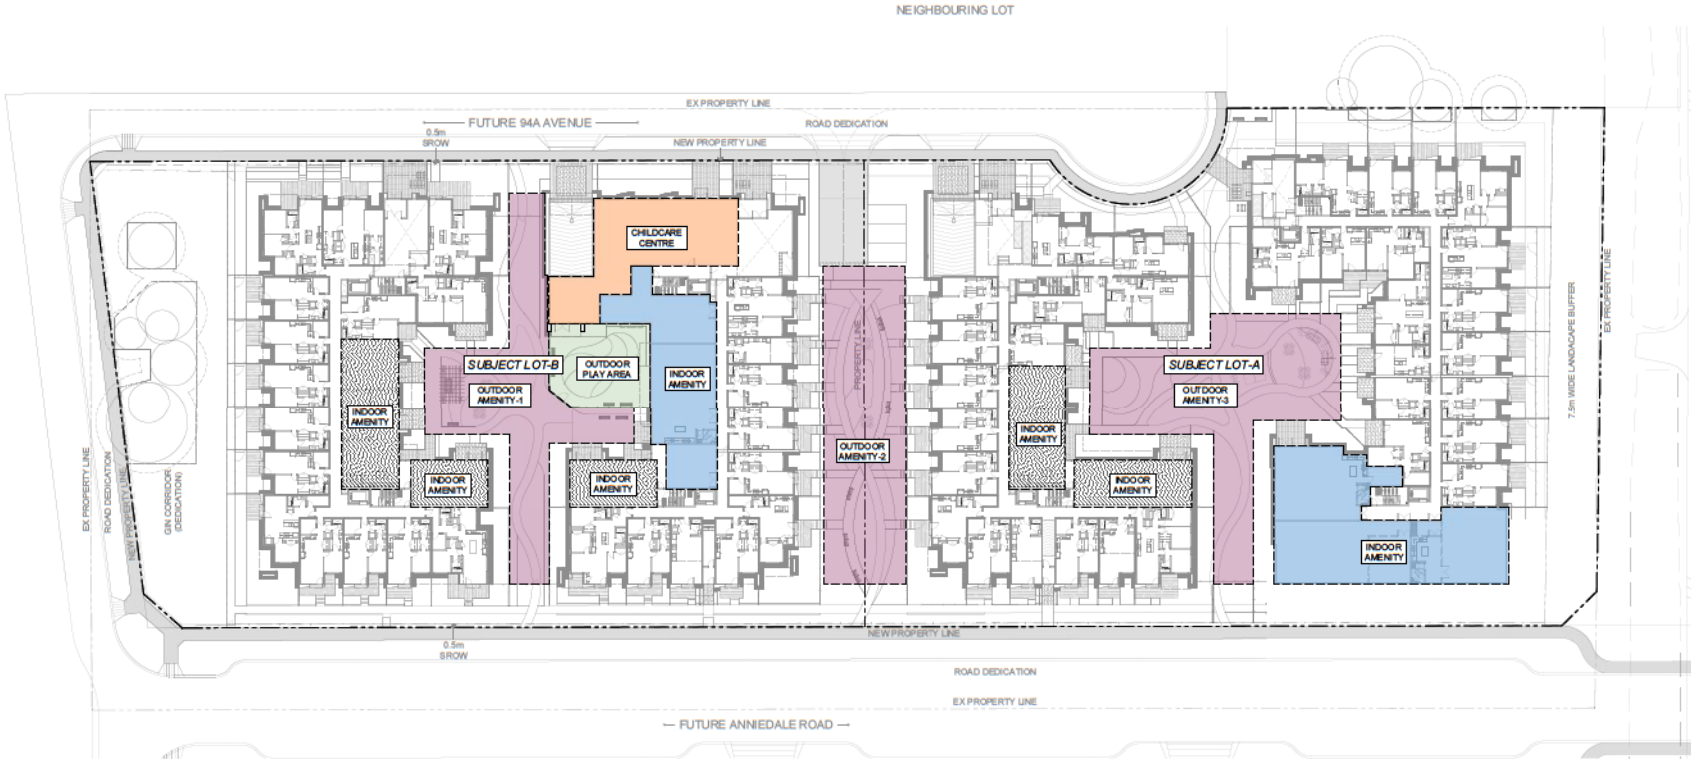 NEIGHBOURING LOT
EX PROPERTY LINE
FUTURE 94A AVENUE
ROAD DEDICATION
0.5m
SROW
NEW PROPERTY LINE
CHILDCARE
CENTRE
SUBJECT LOT-B
OUTDOOR
AMENITY-1
OUTDOOR
PLAY AREA
INDOOR
AMENITY
INDOOR
AMENITY
INDOOR
AMENITY
INDOOR
AMENITY
PROPERTY LINE
OUTDOOR
AMENITY-2
SUBJECT LOT-A
OUTDOOR
AMENITY-3
INDOOR
AMENITY
INDOOR
AMENITY
INDOOR
AMENITY
7.5m WIDE LANDACAPE BUFFER
EX PROPERTY LINE
EX PROPERTY LINE
ROAD DEDICATION
NEW PROPERTY LINE
GIN CORRIDOR
(DEDICATION)
0.5m
SROW
NEW PROPERTY LINE
ROAD DEDICATION
EX PROPERTY LINE
FUTURE ANNIEDALE ROAD